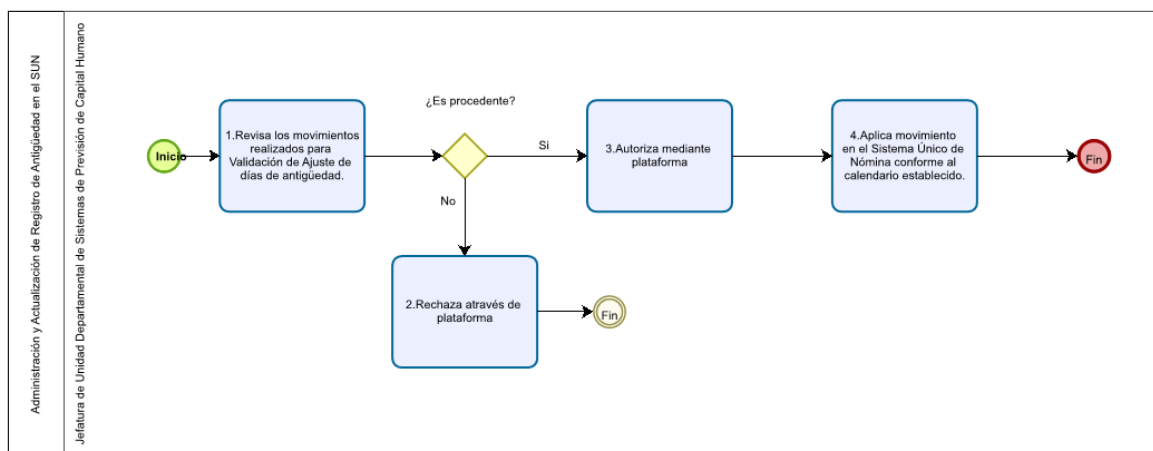 Administración y Actualización de Registro de Antigüedad en el SUN
Jefatura de Unidad Departamental de Sistemas de Previsión de Capital Humano
Inicio
1.Revisa los movimientos
realizados para
Validación de Ajuste de
días de antigüedad.
¿Es procedente?
Si
No
3.Autoriza mediante
plataforma
4.Aplica movimiento
en el Sistema Único de
Nómina conforme al
calendario establecido.
Fin
2.Rechaza através de
plataforma
Fin